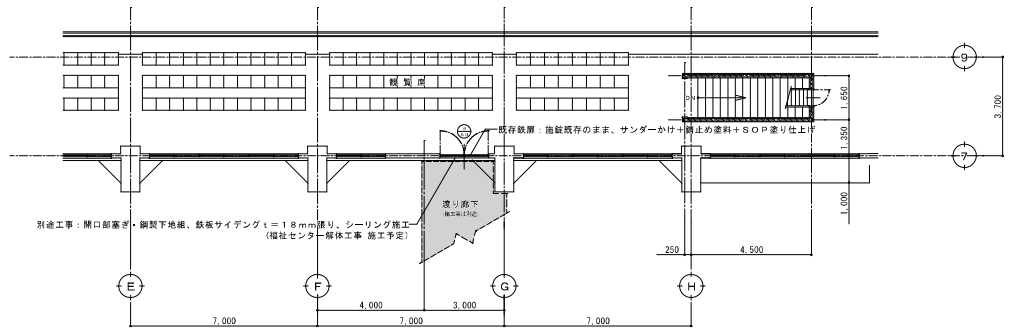 9
観覧席
DN
1,650
3,700
既存鉄扉：施錠既存のまま、サンダーかけ＋錆止め塗料＋ＳＯＰ塗り仕上げ
1,350
7
渡り廊下
1,000
別途工事：開口部塞ぎ・鋼製下地組、鉄板サイデングｔ＝１８ｍｍ張り、シーリング施工
(福祉センター解体工事 施工予定)
250
4,500
E
F
G
H
4,000
3,000
7,000
7,000
7,000